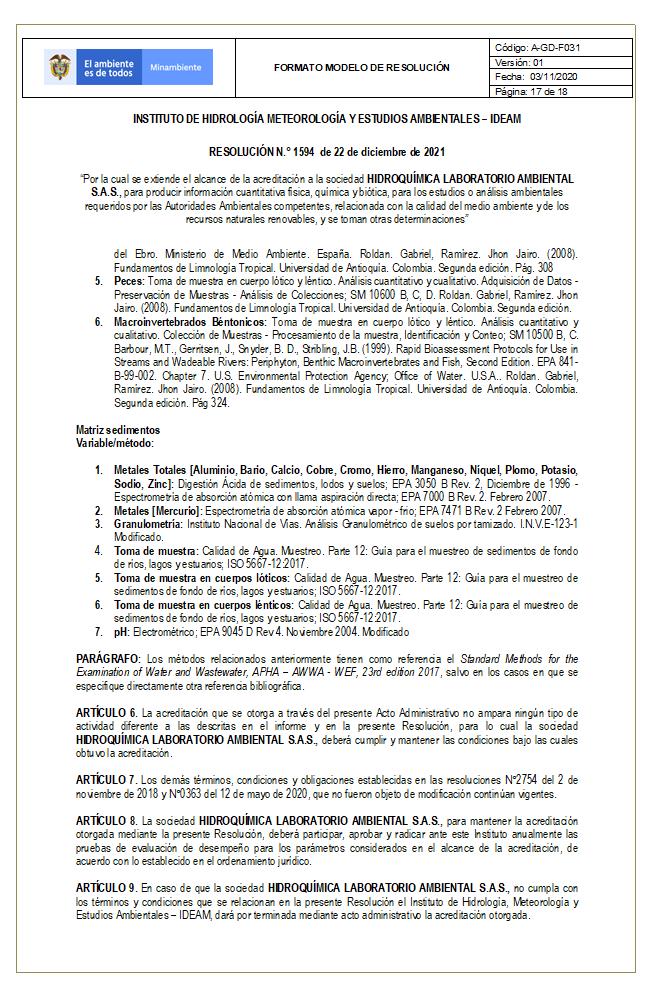 El ambiente
es de todos
Minambiente
FORMATO MODELO DE RESOLUCIÓN
Código: A-GD-F031
Versión: 01
Fecha: 03/11/2020
Página: 17 de 18
INSTITUTO DE HIDROLOGÍA METEOROLOGÍA Y ESTUDIOS AMBIENTALES – IDEAM
RESOLUCIÓN N.° 1594 de 22 de diciembre de 2021
“Por la cual se extiende el alcance de la acreditación a la sociedad HIDROQUÍMICA LABORATORIO AMBIENTAL
S.A.S., para producir información cuantitativa física, química y biótica, para los estudios o análisis ambientales
requeridos por las Autoridades Ambientales competentes, relacionada con la calidad del medio ambiente y de los
recursos naturales renovables, y se toman otras determinaciones”
del Ebro. Ministerio de Medio Ambiente. España. Roldan. Gabriel, Ramírez. Jhon Jairo. (2008).
Fundamentos de Limnología Tropical. Universidad de Antioquía. Colombia. Segunda edición. Pág. 308
5. Peces: Toma de muestra en cuerpo lótico y léntico. Análisis cuantitativo y cualitativo. Adquisición de Datos -
Preservación de Muestras - Análisis de Colecciones; SM 10600 B, C, D. Roldan. Gabriel, Ramírez. Jhon
Jairo. (2008). Fundamentos de Limnología Tropical. Universidad de Antioquía. Colombia. Segunda edición.
6. Macroinvertebrados Béntonicos: Toma de muestra en cuerpo lótico y léntico. Análisis cuantitativo y
cualitativo. Colección de Muestras - Procesamiento de la muestra, Identificación y Conteo; SM 10500 B, C.
Barbour, M.T., Gerritsen, J., Snyder, B. D., Stribling, J.B. (1999). Rapid Bioassessment Protocols for Use in
Streams and Wadeable Rivers: Periphyton, Benthic Macroinvertebrates and Fish, Second Edition. EPA 841-
B-99-002. Chapter 7. U.S. Environmental Protection Agency; Office of Water. U.S.A.. Roldan. Gabriel,
Ramírez. Jhon Jairo. (2008). Fundamentos de Limnología Tropical. Universidad de Antioquía. Colombia.
Segunda edición. Pág 324.
Matriz sedimentos
Variable/método:
1. Metales Totales [Aluminio, Bario, Calcio, Cobre, Cromo, Hierro, Manganeso, Níquel, Plomo, Potasio,
Sodio, Zinc]: Digestión Ácida de sedimentos, lodos y suelos; EPA 3050 B Rev. 2, Diciembre de 1996 -
Espectrometría de absorción atómica con llama aspiración directa; EPA 7000 B Rev. 2. Febrero 2007.
2. Metales [Mercurio]: Espectrometría de absorción atómica vapor - frio; EPA 7471 B Rev. 2 Febrero 2007.
3. Granulometría: Instituto Nacional de Vías. Análisis Granulométrico de suelos por tamizado. I.N.V.E-123-1
Modificado.
4. Toma de muestra: Calidad de Agua. Muestreo. Parte 12: Guía para el muestreo de sedimentos de fondo
de ríos, lagos y estuarios; ISO 5667-12:2017.
5. Toma de muestra en cuerpos lóticos: Calidad de Agua. Muestreo. Parte 12: Guía para el muestreo de
sedimentos de fondo de ríos, lagos y estuarios; ISO 5667-12:2017.
6. Toma de muestra en cuerpos lénticos: Calidad de Agua. Muestreo. Parte 12: Guía para el muestreo de
sedimentos de fondo de ríos, lagos y estuarios; ISO 5667-12:2017.
7. pH: Electrométrico; EPA 9045 D Rev 4. Noviembre 2004. Modificado
PARÁGRAFO: Los métodos relacionados anteriormente tienen como referencia el Standard Methods for the
Examination of Water and Wastewater, APHA – AWWA - WEF, 23rd edition 2017, salvo en los casos en que se
especifique directamente otra referencia bibliográfica.
ARTÍCULO 6. La acreditación que se otorga a través del presente Acto Administrativo no ampara ningún tipo de
actividad diferente a las descritas en el informe y en la presente Resolución, para lo cual la sociedad
HIDROQUÍMICA LABORATORIO AMBIENTAL S.A.S., deberá cumplir y mantener las condiciones bajo las cuales
obtuvo la acreditación.
ARTÍCULO 7. Los demás términos, condiciones y obligaciones establecidas en las resoluciones N°2754 del 2 de
noviembre de 2018 y N°0363 del 12 de mayo de 2020, que no fueron objeto de modificación continúan vigentes.
ARTÍCULO 8. La sociedad HIDROQUÍMICA LABORATORIO AMBIENTAL S.A.S., para mantener la acreditación
otorgada mediante la presente Resolución, deberá participar, aprobar y radicar ante este Instituto anualmente las
pruebas de evaluación de desempeño para los parámetros considerados en el alcance de la acreditación, de
acuerdo con lo establecido en el ordenamiento jurídico.
ARTÍCULO 9. En caso de que la sociedad HIDROQUÍMICA LABORATORIO AMBIENTAL S.A.S., no cumpla con
los términos y condiciones que se relacionan en la presente Resolución el Instituto de Hidrología, Meteorología y
Estudios Ambientales – IDEAM, dará por terminada mediante acto administrativo la acreditación otorgada.